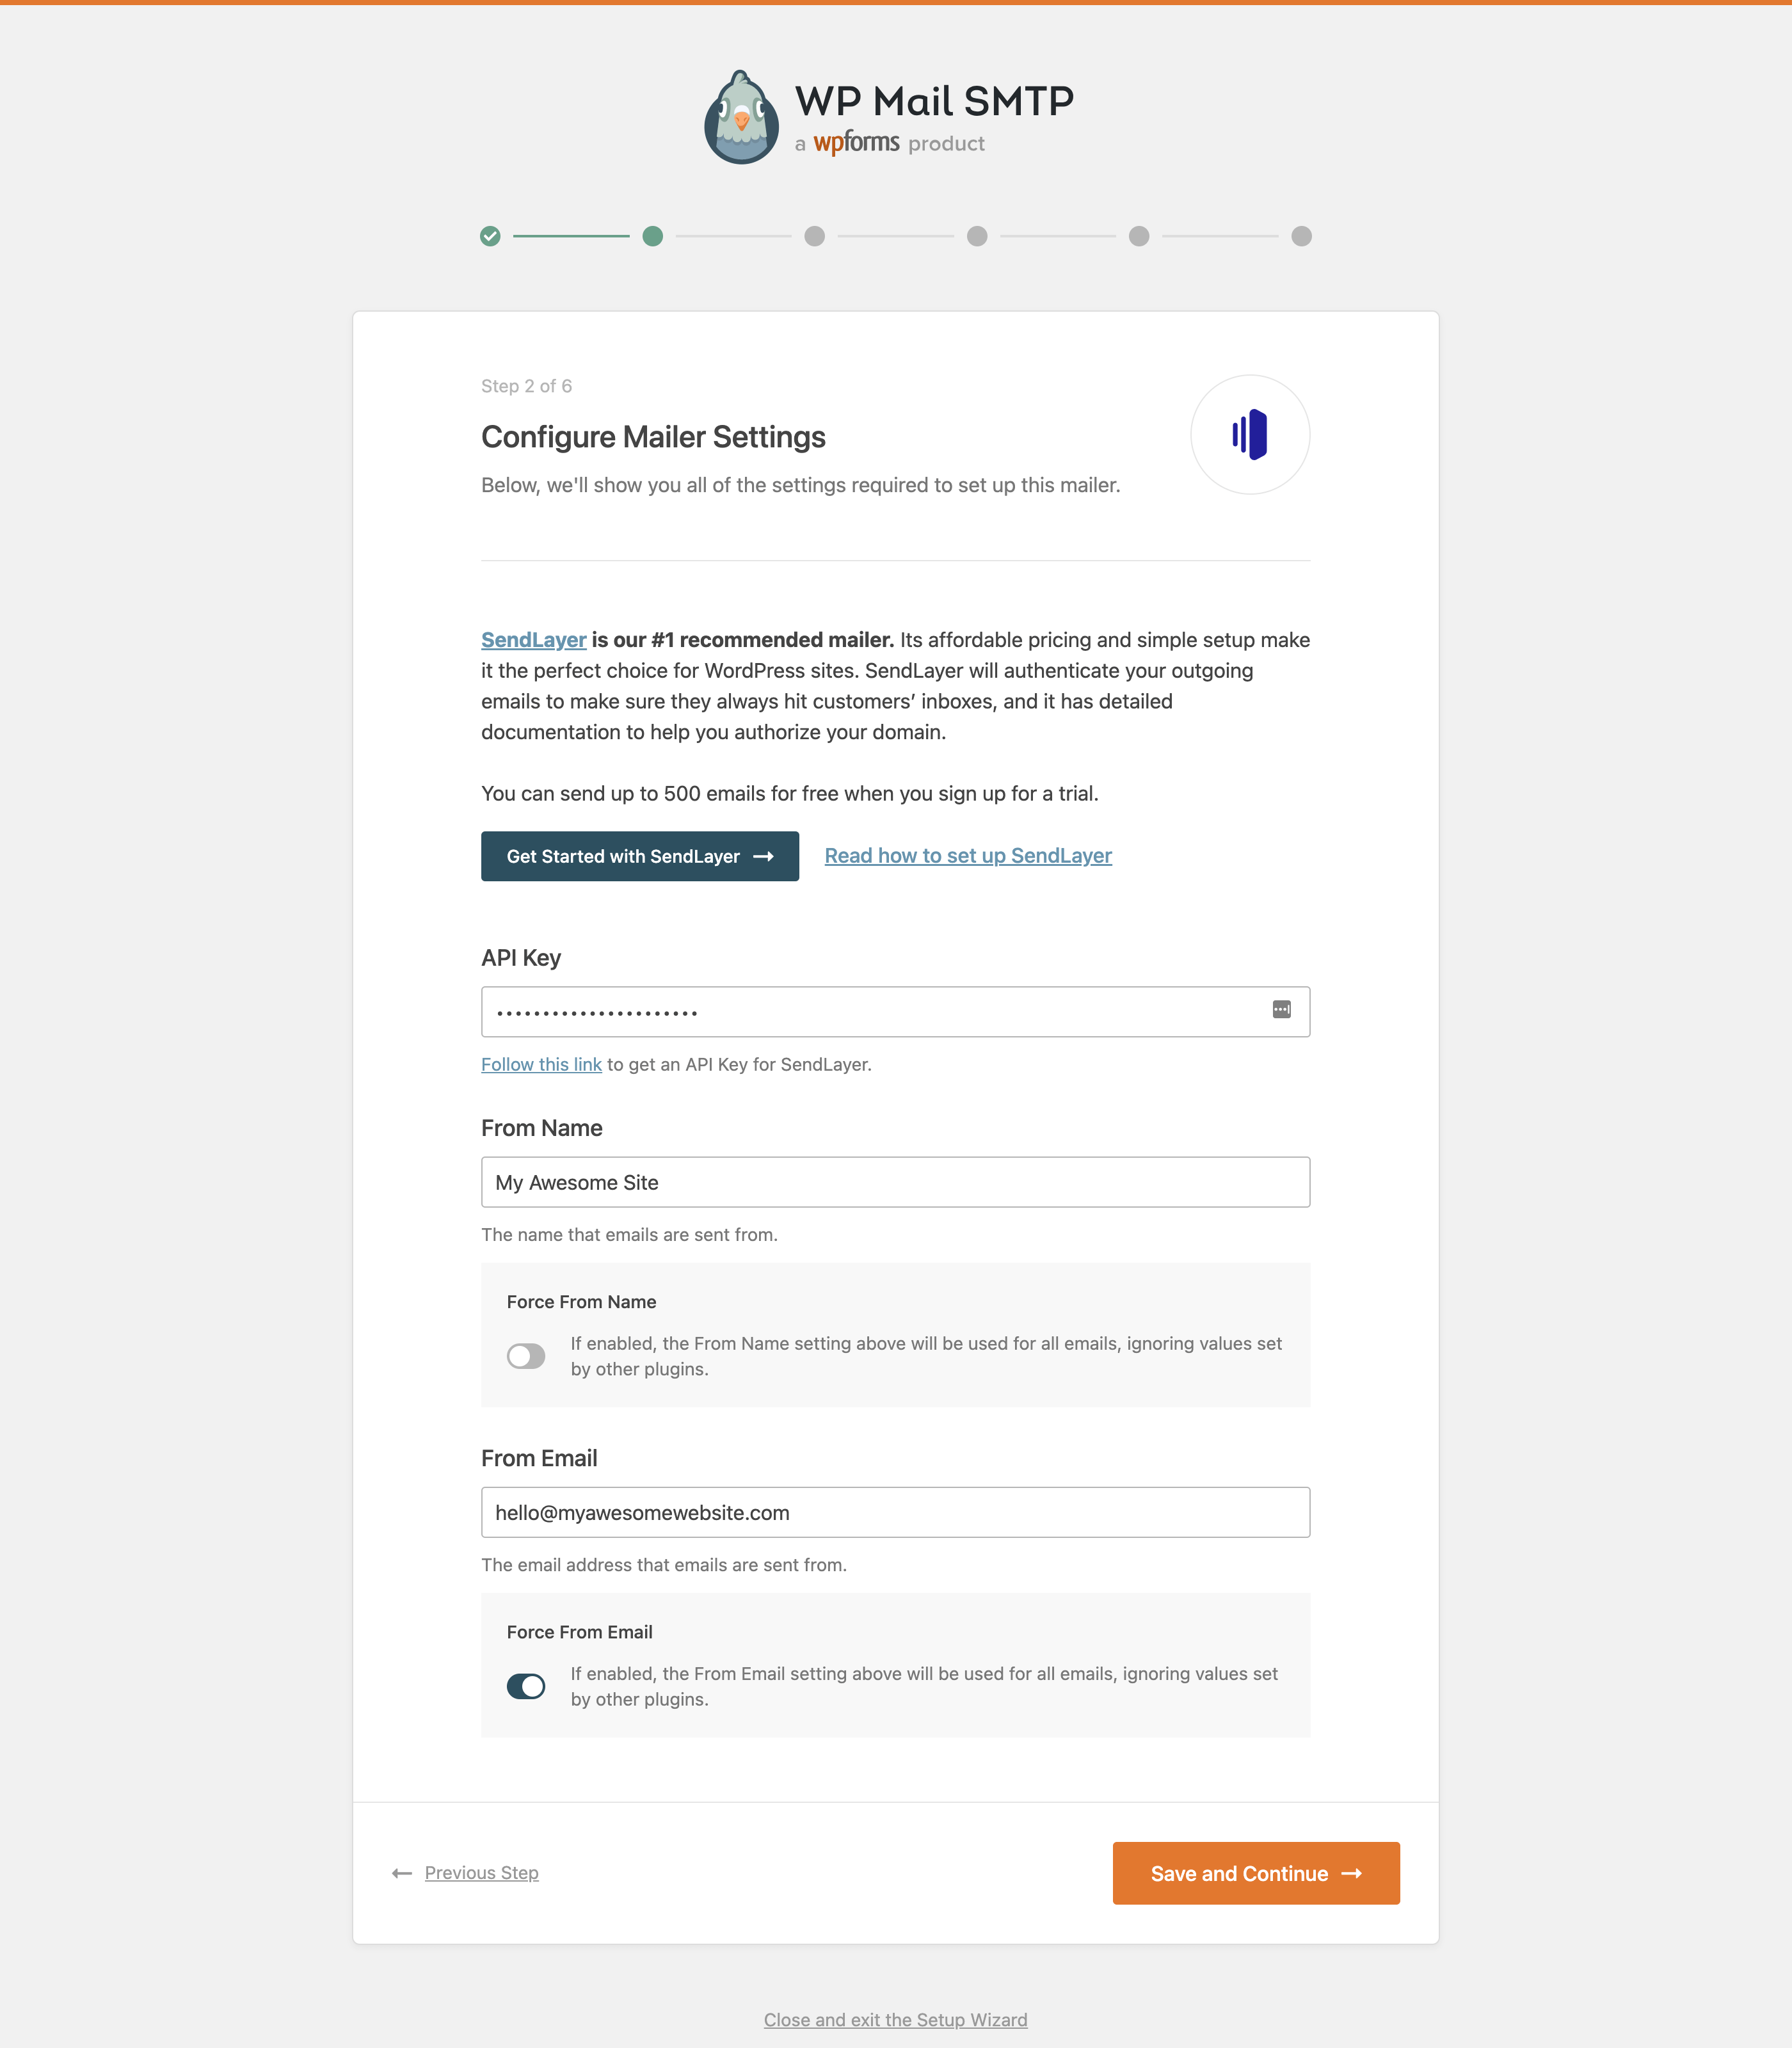 WP Mail SMTP
a wpforms product
Step 2 of 6
Configure Mailer Settings
Below, we'll show you all of the settings required to set up this mailer.
SendLayer is our #1 recommended mailer. Its affordable pricing and simple setup make
it the perfect choice for WordPress sites. SendLayer will authenticate your outgoing
emails to make sure they always hit customers’ inboxes, and it has detailed
documentation to help you authorize your domain.
You can send up to 500 emails for free when you sign up for a trial.
Get Started with SendLayer → Read how to set up SendLayer
API Key
••••••••••••••••••••••
Follow this link to get an API Key for SendLayer.
From Name
My Awesome Site
The name that emails are sent from.
Force From Name
If enabled, the From Name setting above will be used for all emails, ignoring values set
by other plugins.
From Email
hello@myawesomewebsite.com
The email address that emails are sent from.
Force From Email
If enabled, the From Email setting above will be used for all emails, ignoring values set
by other plugins.
← Previous Step Save and Continue →
Close and exit the Setup Wizard